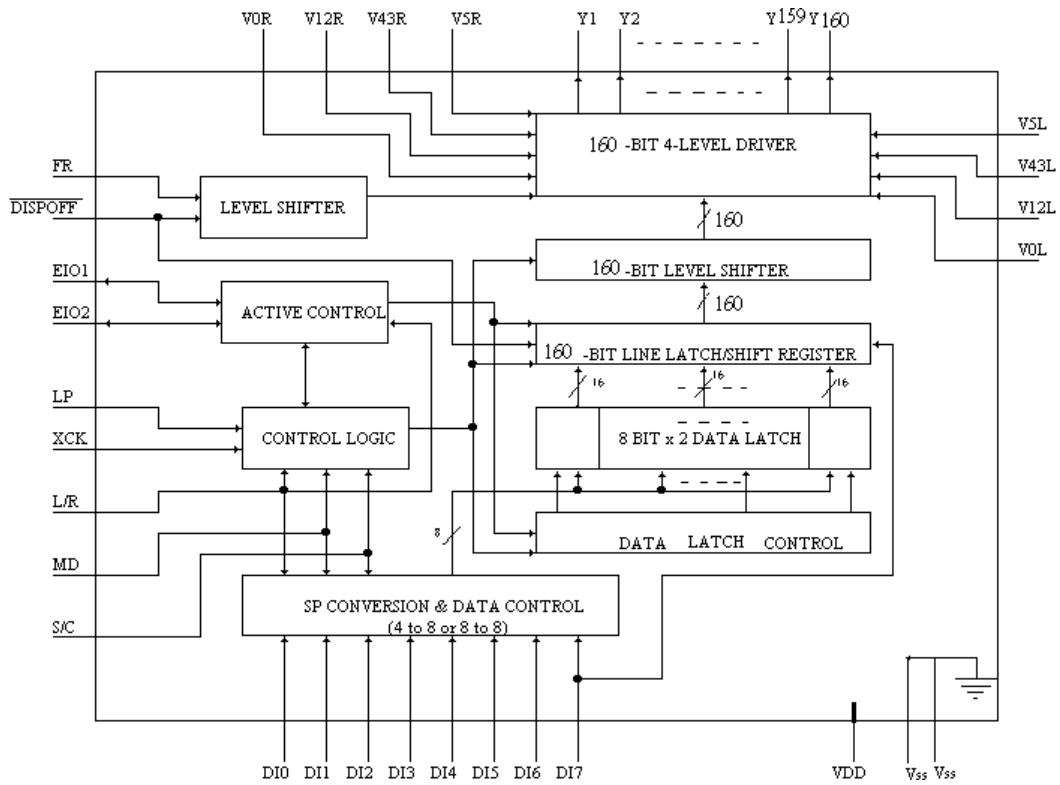 V0R V12R V43R V5R Y1 Y2 Y159 Y160
160 -BIT 4-LEVEL DRIVER
V5L
V43L
V12L
V0L
FR
DISPOFF
LEVEL SHIFTER
160
160 -BIT LEVEL SHIFTER
160
EIO1
EIO2
ACTIVE CONTROL
160 -BIT LINE LATCH/SHIFT REGISTER
16 16 16
LP
XCK
CONTROL LOGIC
8 BIT x 2 DATA LATCH
L/R
8
DATA LATCH CONTROL
MD
S/C
SP CONVERSION & DATA CONTROL
(4 to 8 or 8 to 8)
DI0 DI1 DI2 DI3 DI4 DI5 DI6 DI7 VDD Vss Vss